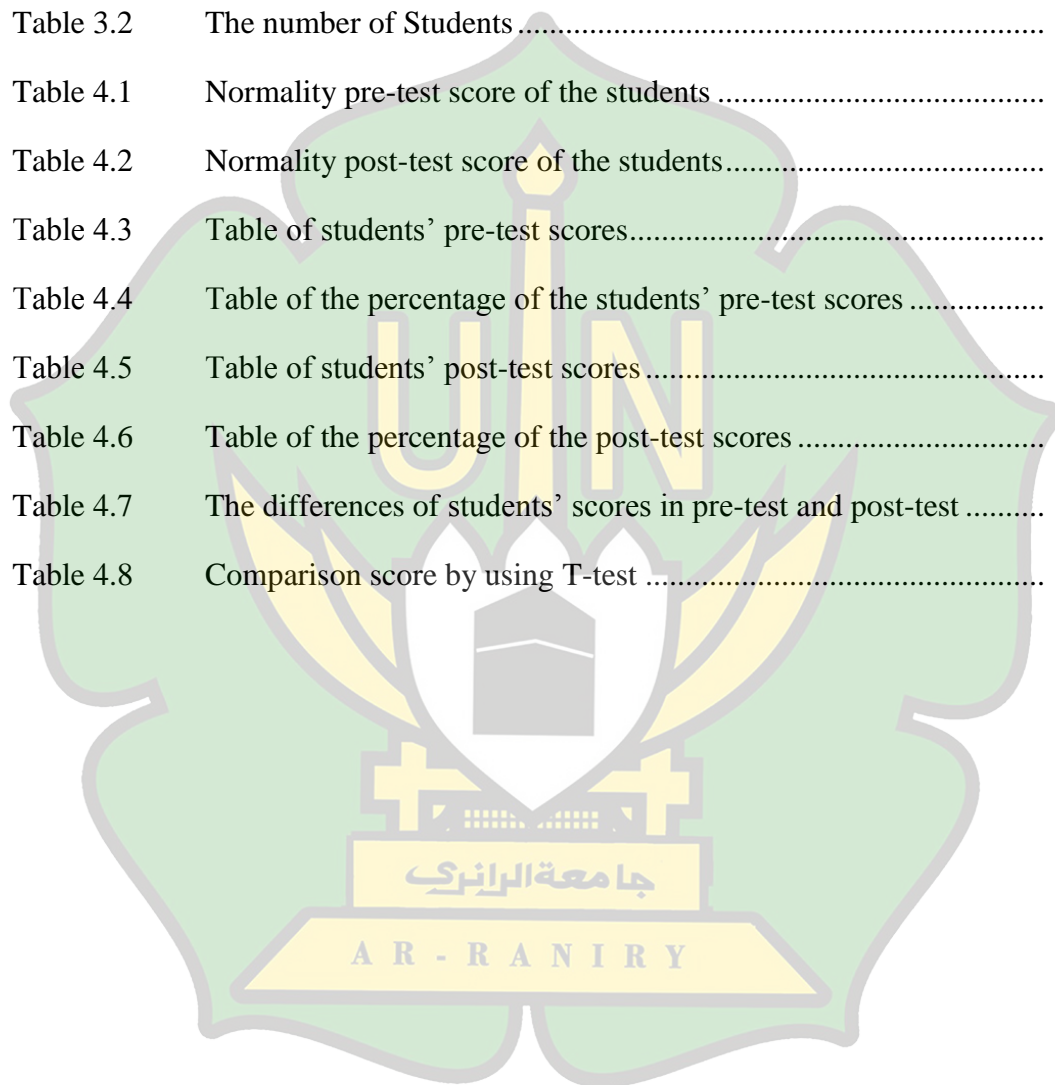 Table 3.2 The number of Students ..............................................................................
Table 4.1 Normality pre-test score of the students .................................................
Table 4.2 Normality post-test score of the students ................................................
Table 4.3 Table of students’ pre-test scores ..............................................................
Table 4.4 Table of the percentage of the students’ pre-test scores ....................
Table 4.5 Table of students’ post-test scores ............................................................
Table 4.6 Table of the percentage of the post-test scores .....................................
U I N
Table 4.7 The differences of students’ scores in pre-test and post-test ..........
Table 4.8 Comparison score by using T-test ...........................................................
جامعة الرانري
A R - R A N I R Y